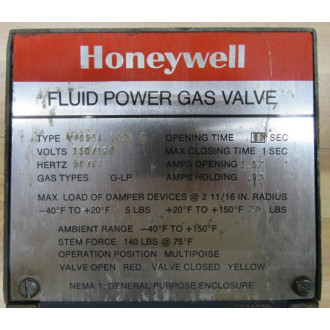 Honeywell
FLUID POWER GAS VALVE
TYPE OPENING TIME SEC
VOLTS MAX CLOSING TIME 1 SEC
HERTZ AMPS OPENING
GAS TYPES G-LP AMPS HOLDING
MAX. LOAD OF DAMPER DEVICES @ 2 11/16 IN. RADIUS
−40°F TO +20°F 5 LBS +20°F TO +150°F LBS
AMBIENT RANGE −40°F TO +150°F
STEM FORCE 140 LBS @ 75°F
OPERATION POSITION MULTIPOISE
VALVE OPEN RED, VALVE CLOSED YELLOW
NEMA 1: GENERAL PURPOSE ENCLOSURE